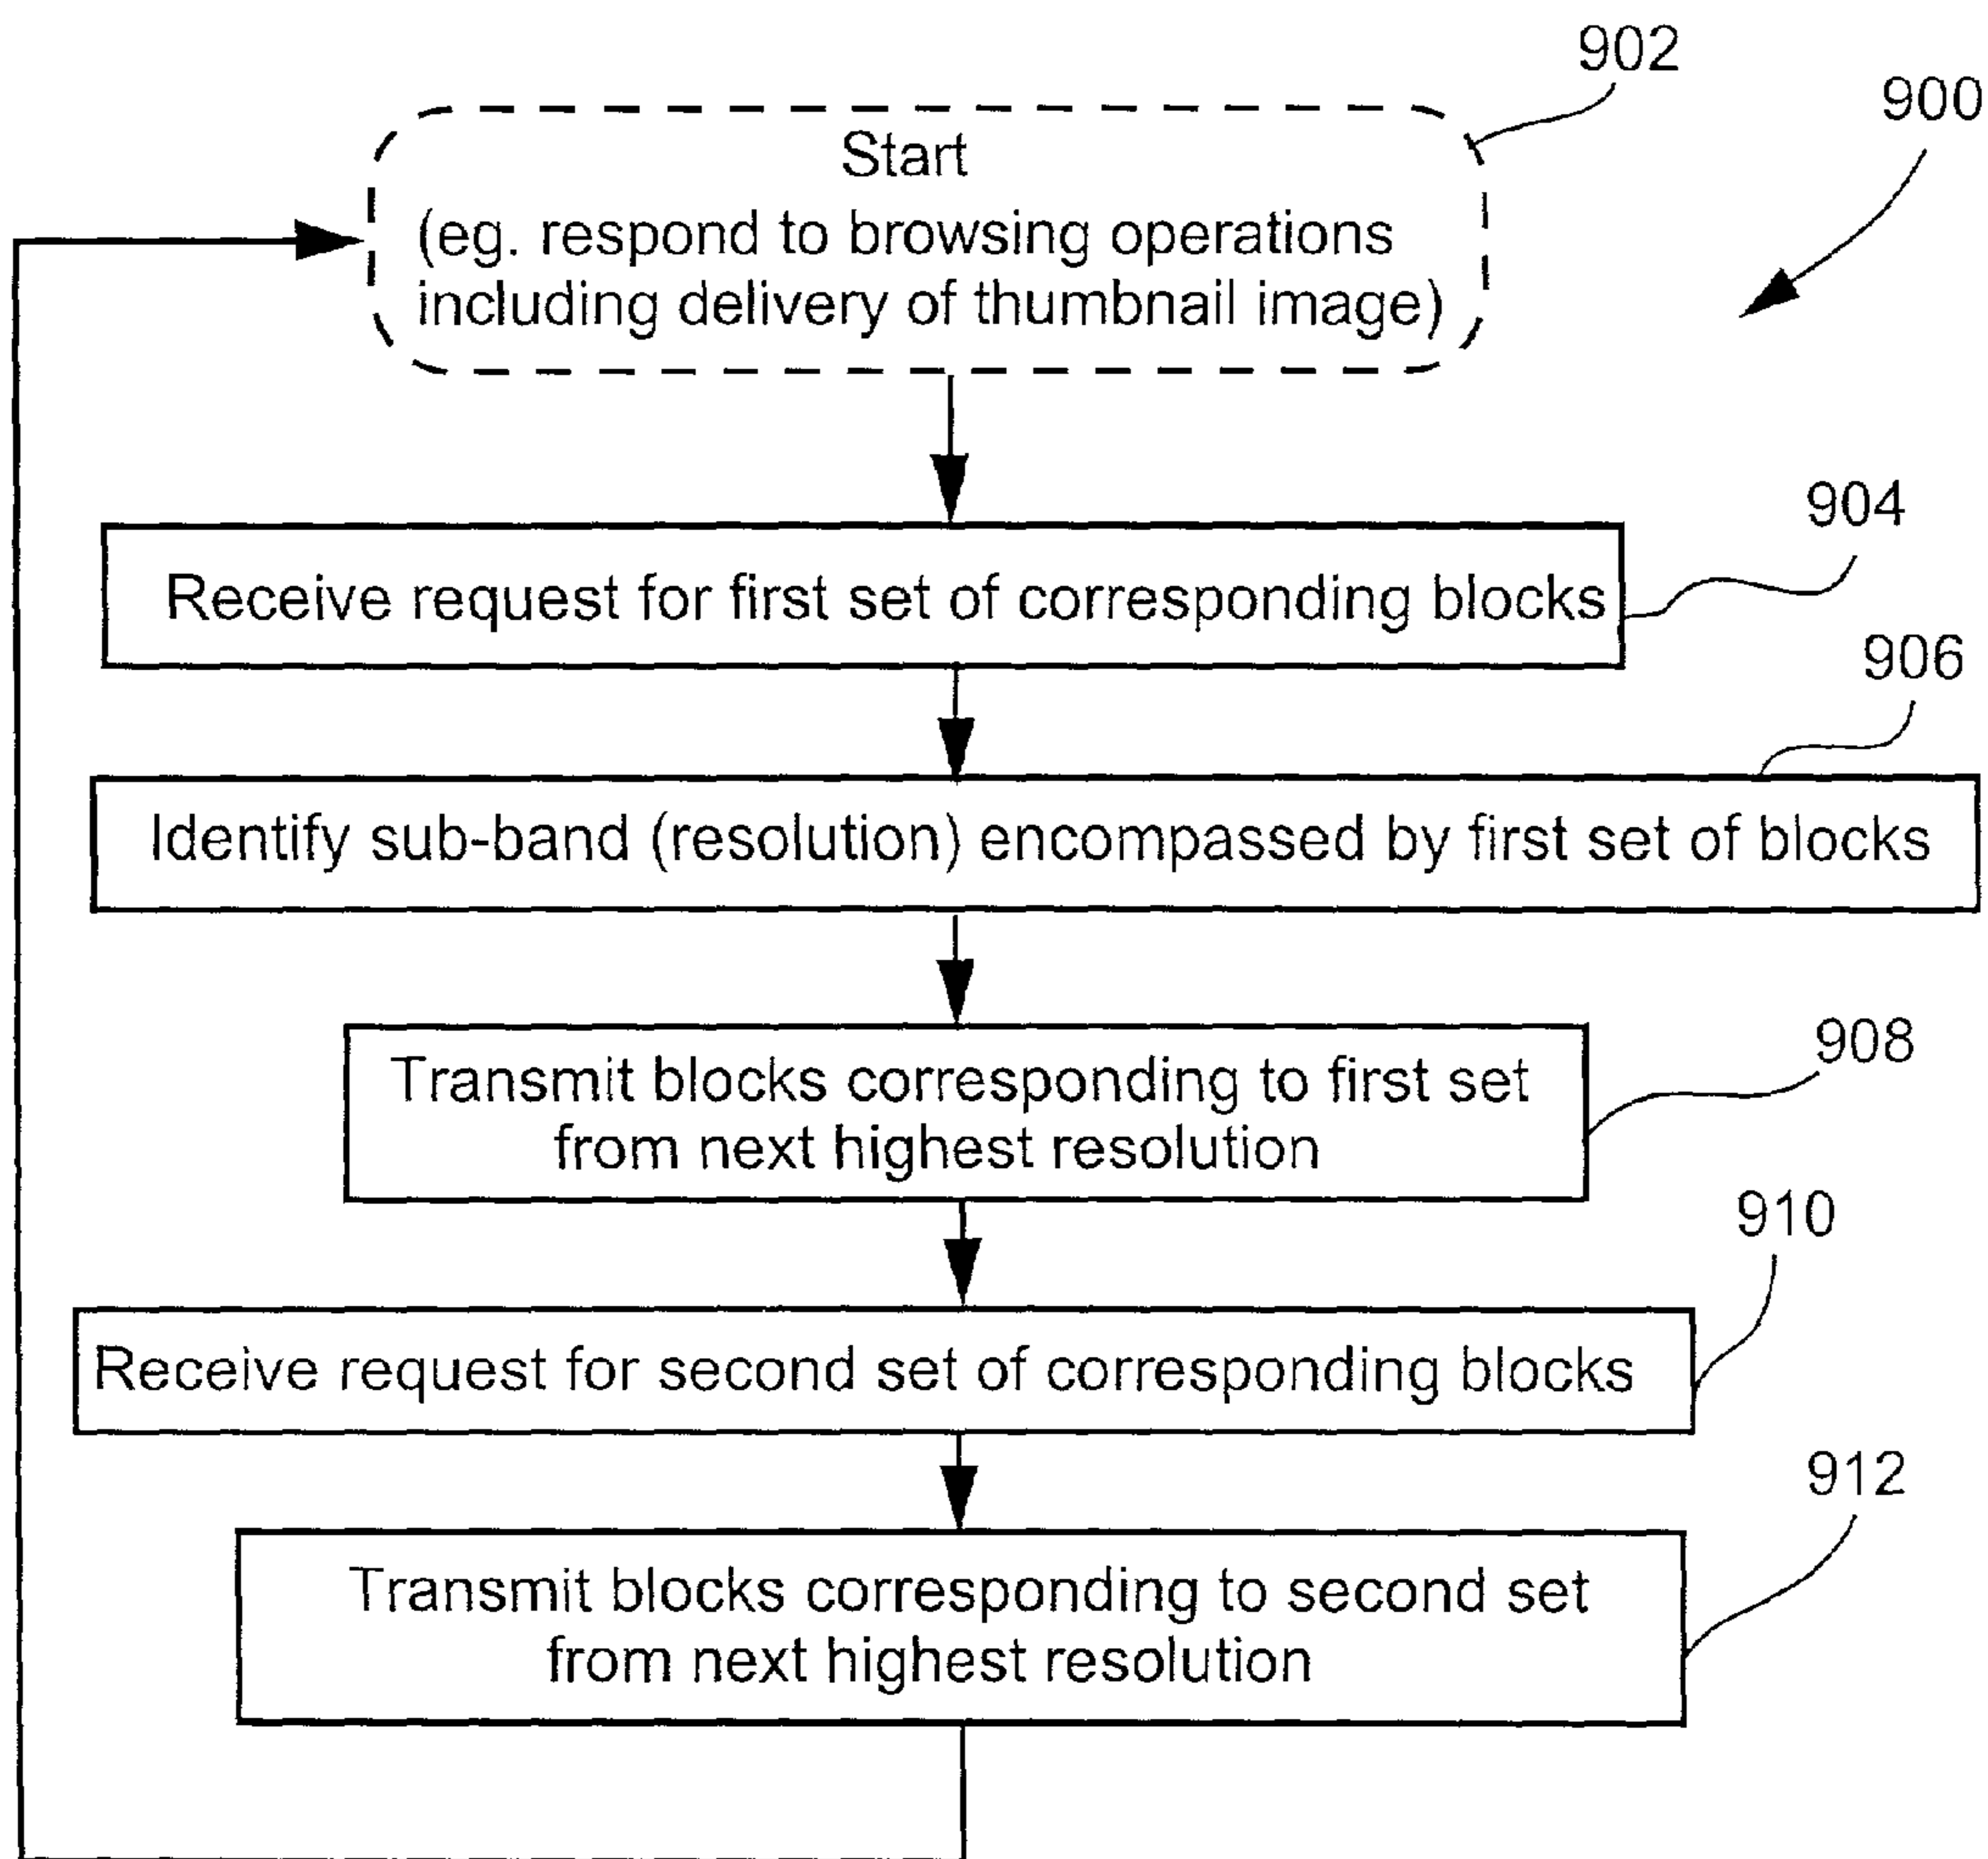 902
900
Start
(eg. respond to browsing operations
including delivery of thumbnail image)
904
Receive request for first set of corresponding blocks
906
Identify sub-band (resolution) encompassed by first set of blocks
908
Transmit blocks corresponding to first set
from next highest resolution
910
Receive request for second set of corresponding blocks
912
Transmit blocks corresponding to second set
from next highest resolution